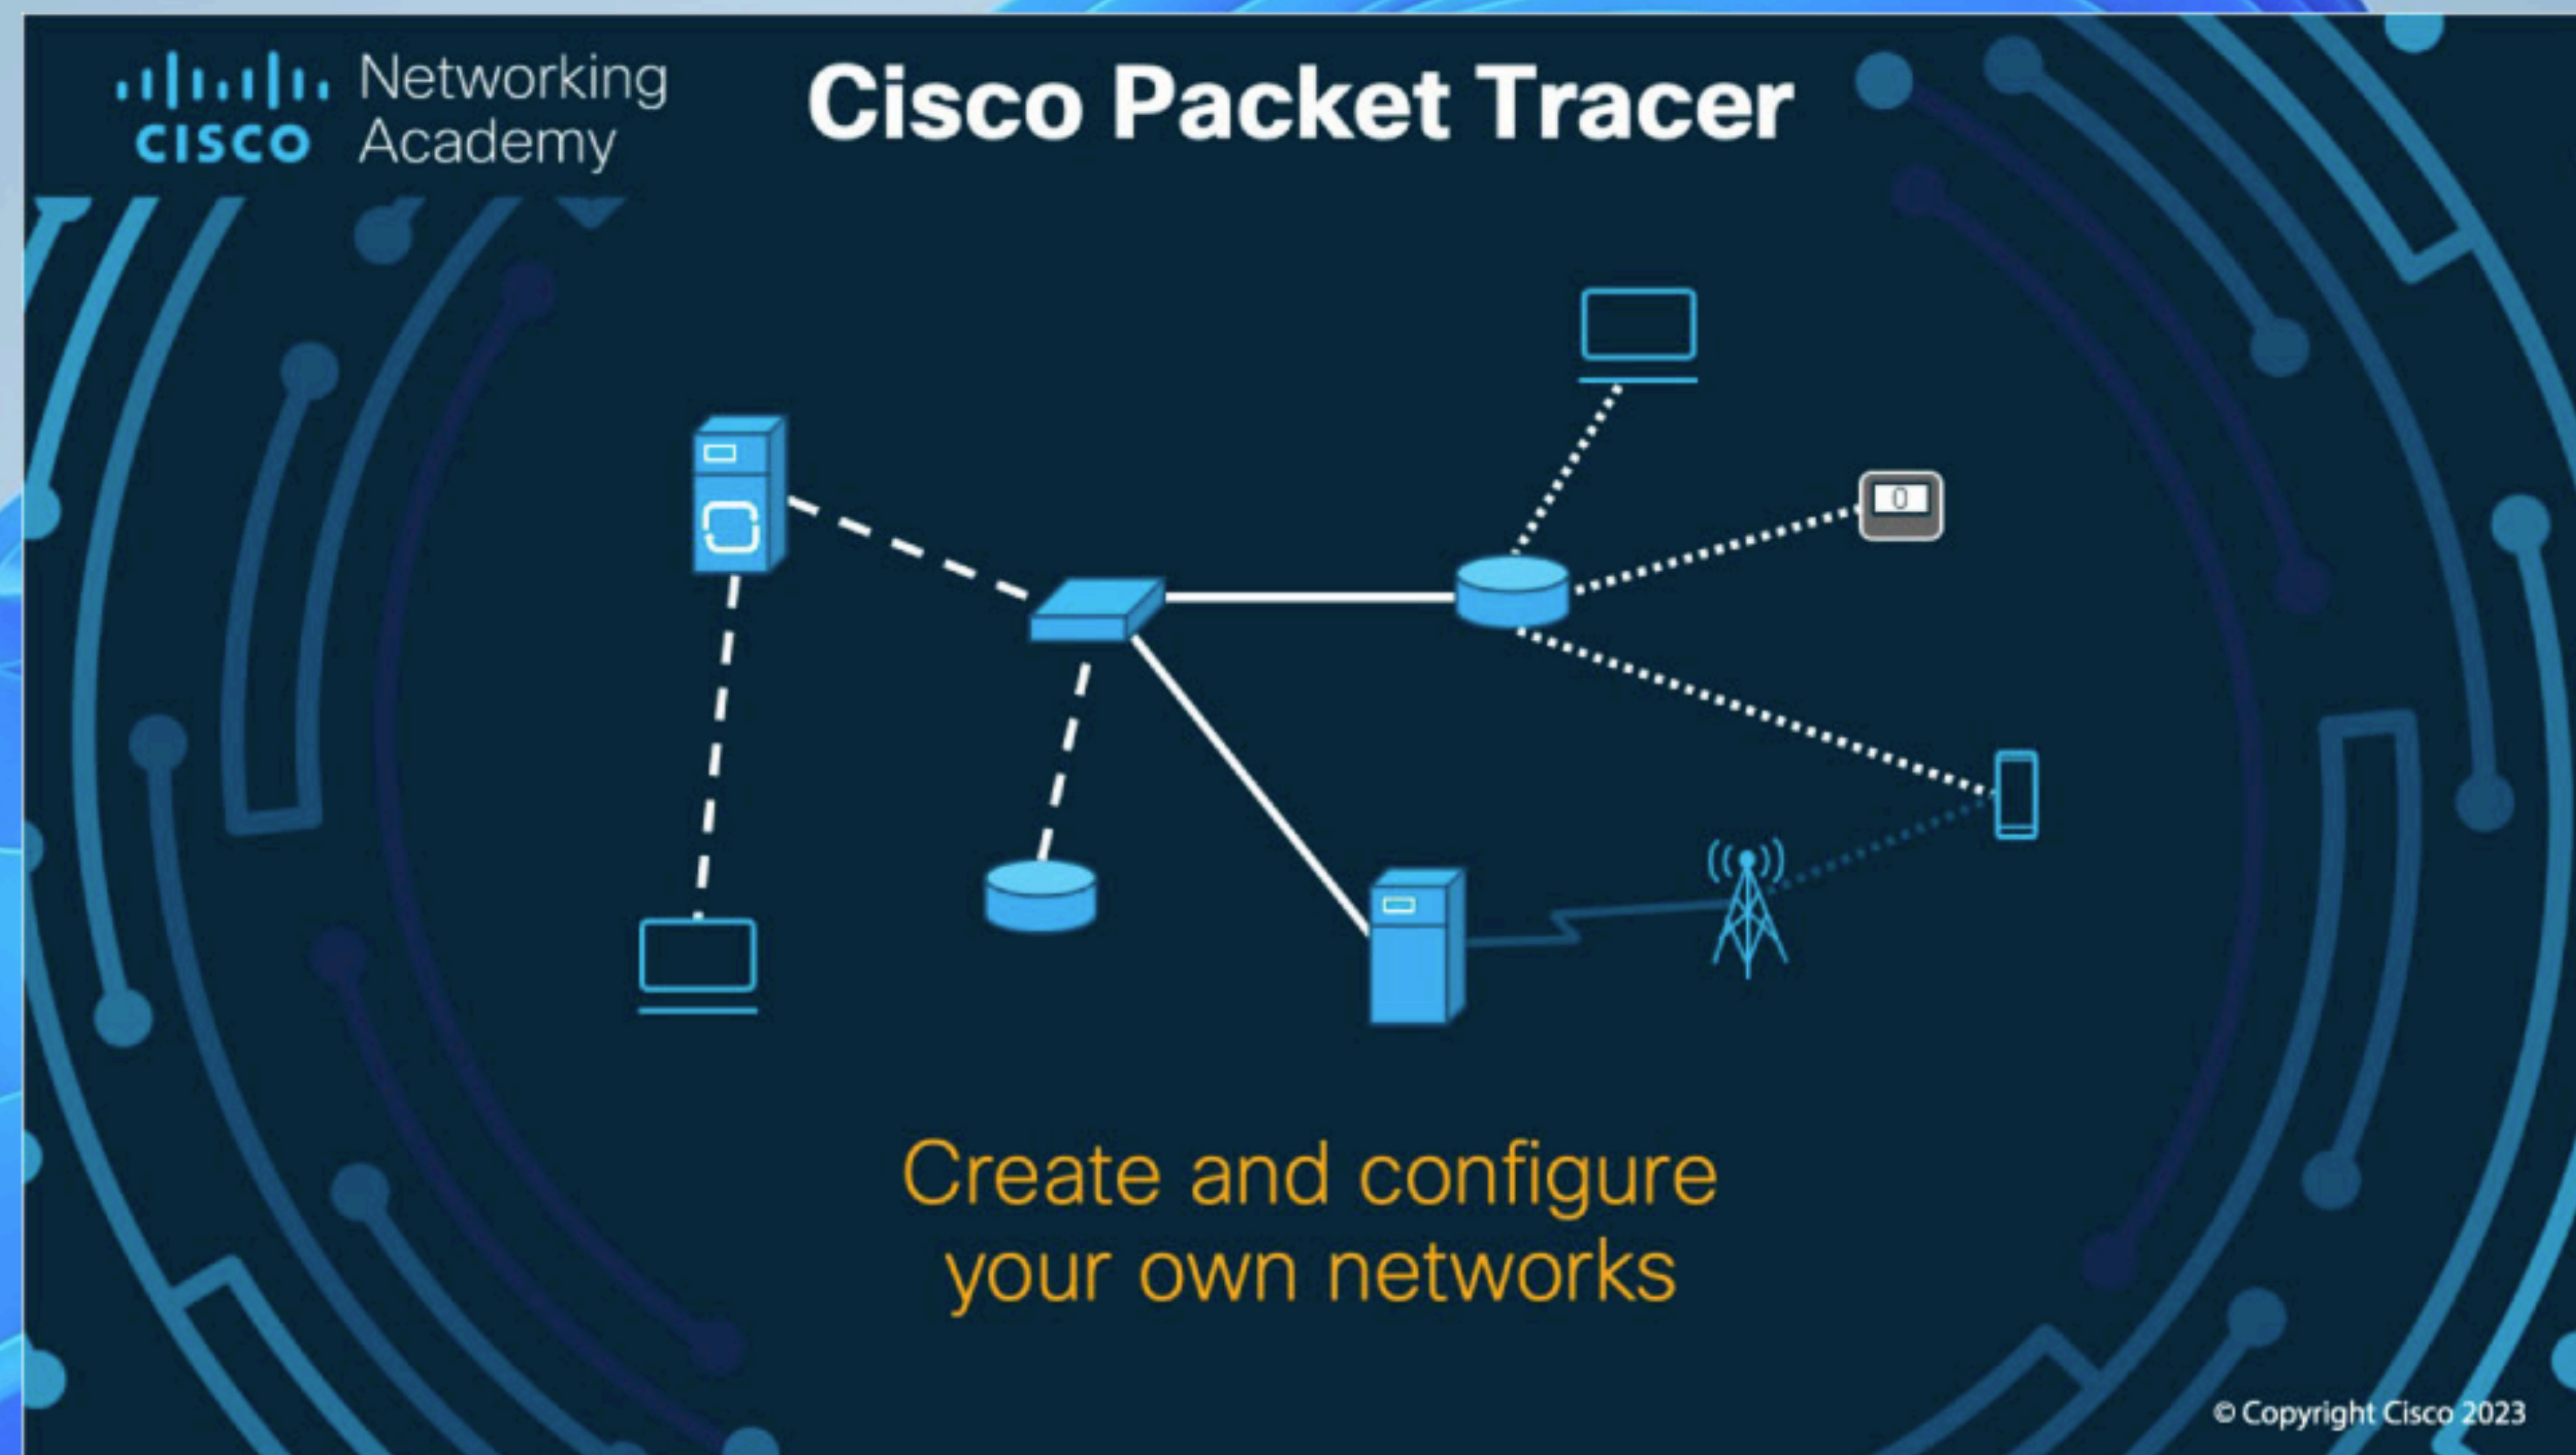 CISCO
Networking
Academy
Cisco Packet Tracer
0
Create and configure
your own networks
© Copyright Cisco 2023